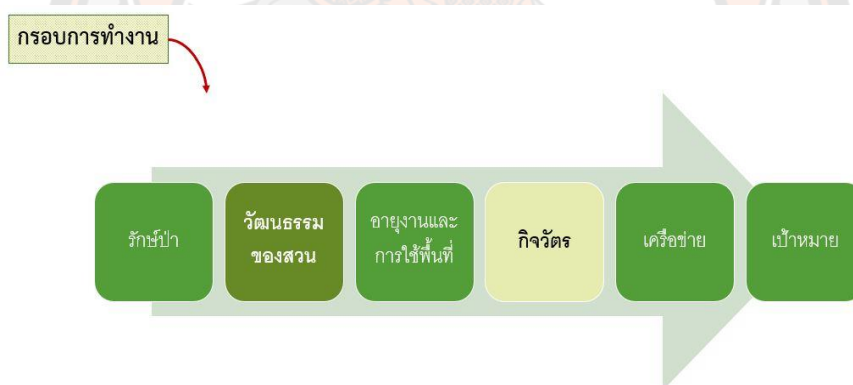 กรอบการทำงาน
รักษ์ป่า
วัฒนธรรม
ของสวน
อายุงานและ
การใช้พื้นที่
กิจวัตร
เครือข่าย
เป้าหมาย